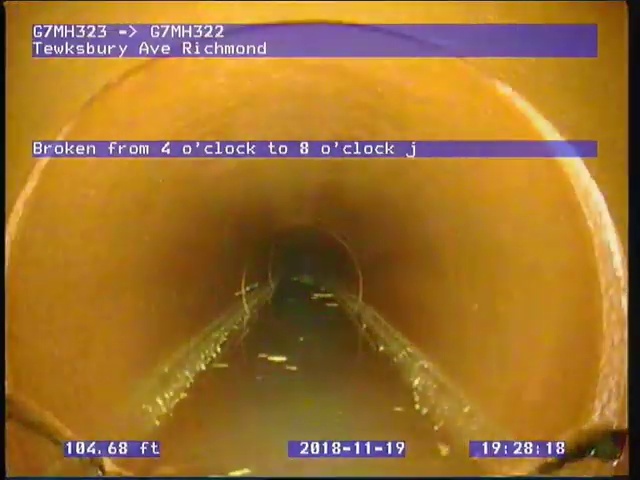 G7MH323 -> G7MH322
Tewksbury Ave Richmond
Broken from 4 o'clock to 8 o'clock j
104.68 ft 2018-11-19 19:28:18